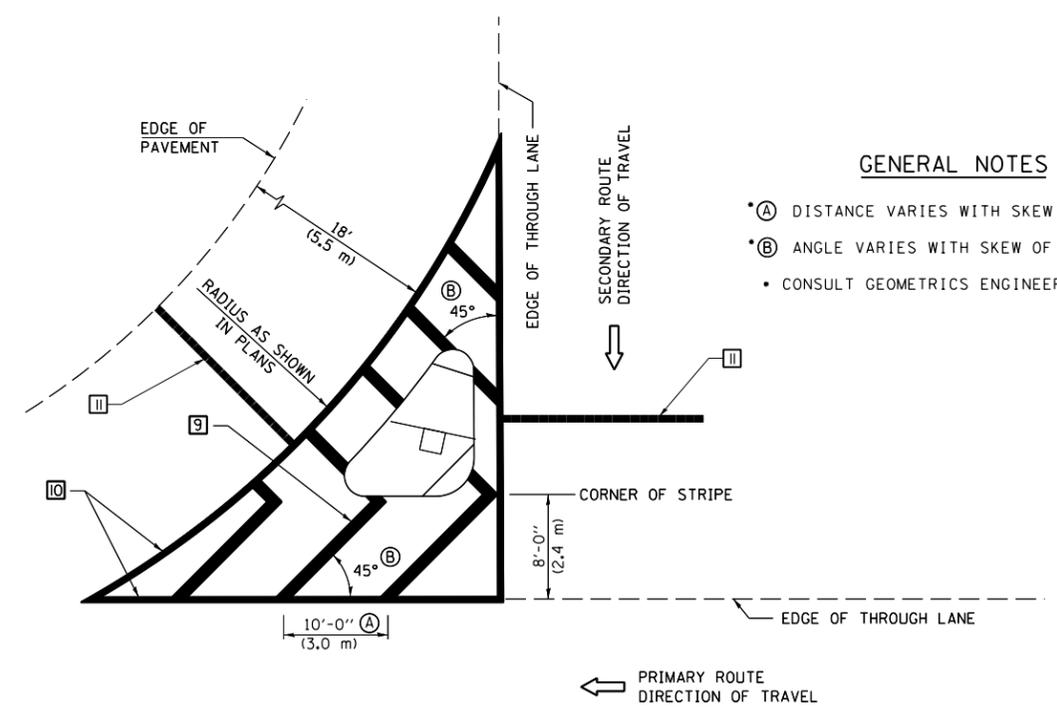 EDGE OF
PAVEMENT
18'
(5.5 m)
RADIUS AS SHOWN
IN PLANS
EDGE OF THROUGH LANE
SECONDARY ROUTE
DIRECTION OF TRAVEL
GENERAL NOTES
*Ⓐ DISTANCE VARIES WITH SKEW
*Ⓑ ANGLE VARIES WITH SKEW OF
• CONSULT GEOMETRICS ENGINEER
Ⓑ
45°
11
11
9
10
CORNER OF STRIPE
8'-0"
(2.4 m)
45° Ⓑ
10'-0" Ⓐ
(3.0 m)
EDGE OF THROUGH LANE
PRIMARY ROUTE
DIRECTION OF TRAVEL